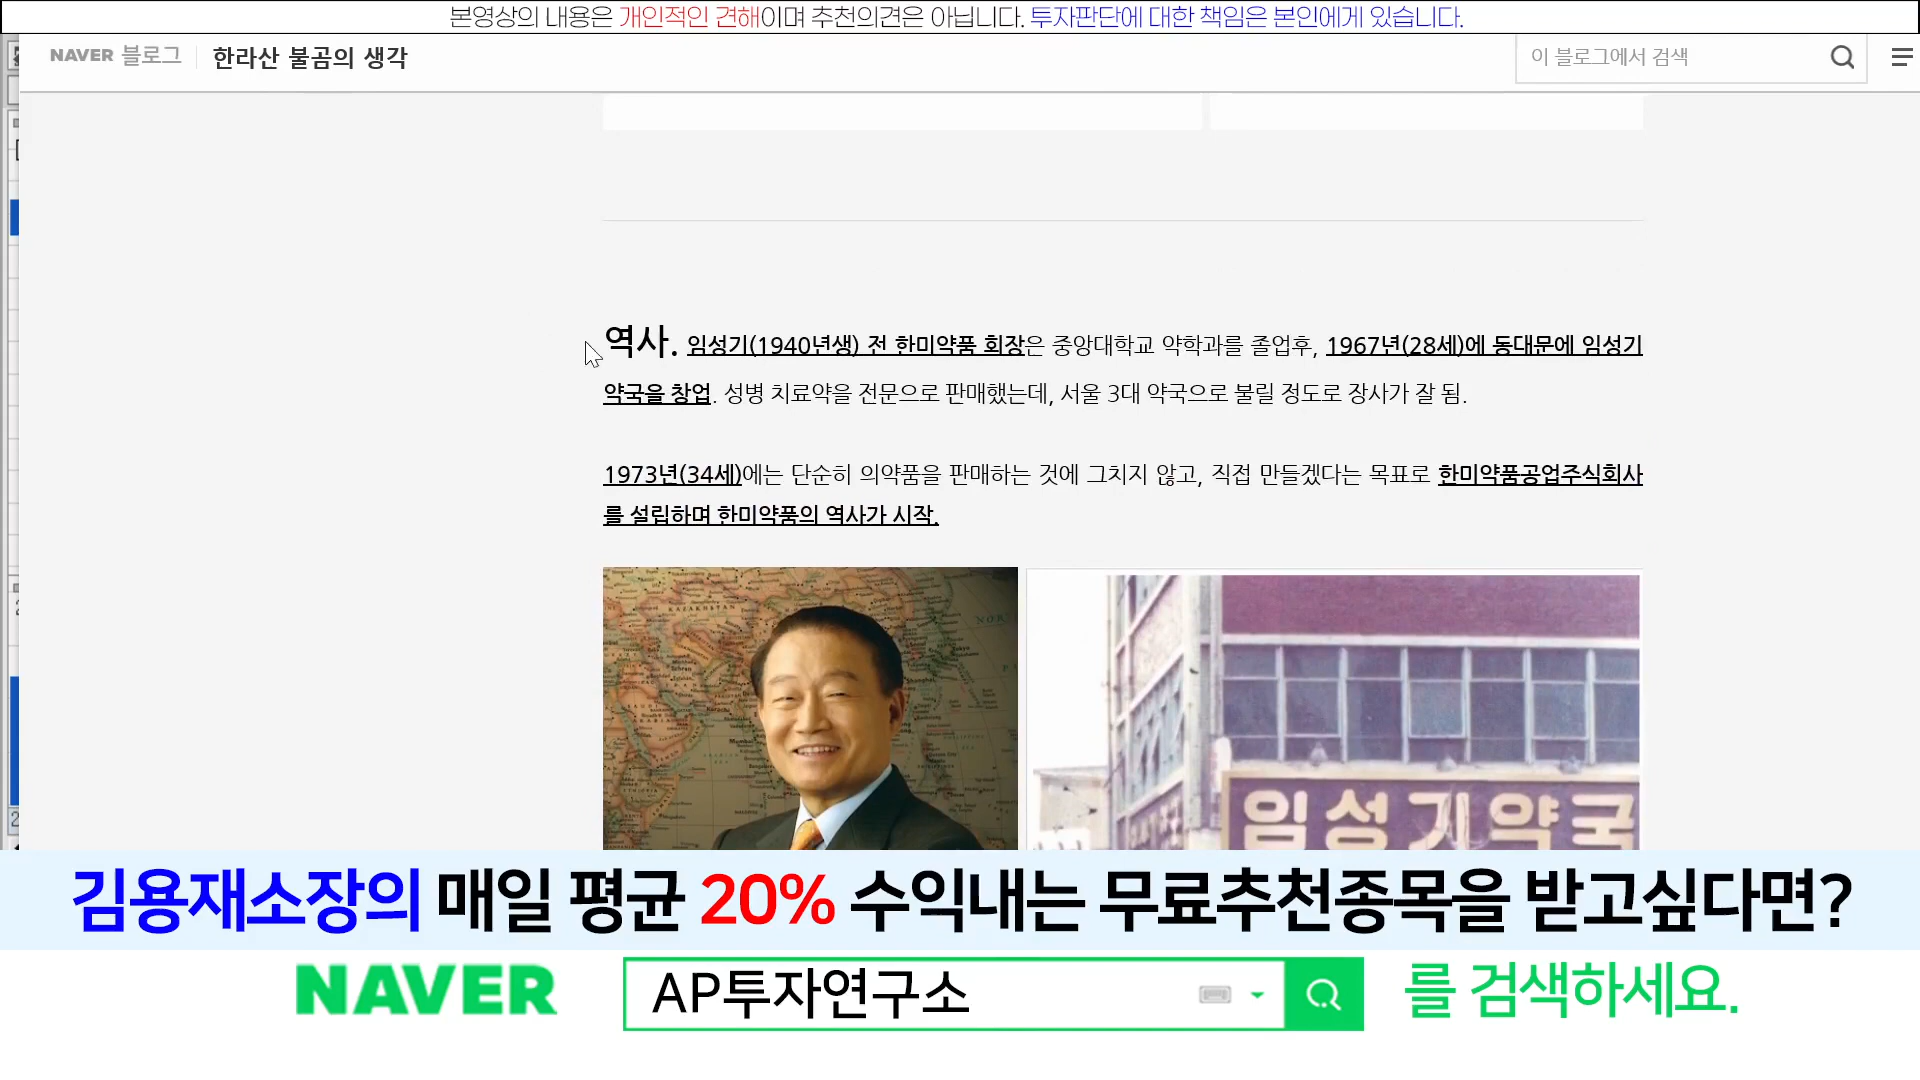 본영상의 내용은 개인적인 견해이며 추천의견은 아닙니다. 투자판단에 대한 책임은 본인에게 있습니다.
NAVER 블로그
한라산 불곰의 생각
이 블로그에서 검색
역사. 임성기(1940년생) 전 한미약품 회장은 중앙대학교 약학과를 졸업후, 1967년(28세)에 동대문에 임성기
약국을 창업. 성병 치료약을 전문으로 판매했는데, 서울 3대 약국으로 불릴 정도로 장사가 잘 됨.
1973년(34세)에는 단순히 의약품을 판매하는 것에 그치지 않고, 직접 만들겠다는 목표로 한미약품공업주식회사
를 설립하며 한미약품의 역사가 시작.
KAZAKHSTAN
임성기약국
김용재소장의 매일 평균 20% 수익내는 무료추천종목을 받고싶다면?
NAVER
AP투자연구소
를 검색하세요.